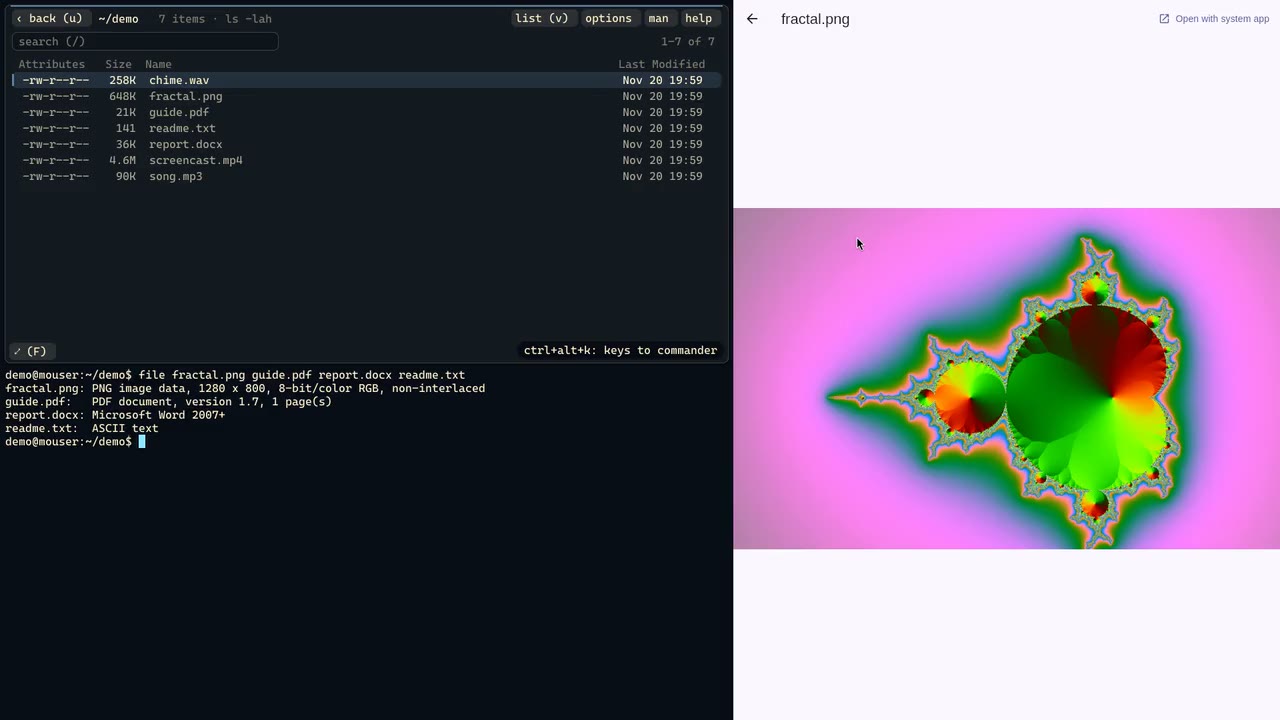 ‹ back (u) ~/demo 7 items · ls -lah list (v) options man help
search (/) 1-7 of 7
Attributes Size Name Last Modified
-rw-r--r-- 258K chime.wav Nov 20 19:59
-rw-r--r-- 648K fractal.png Nov 20 19:59
-rw-r--r-- 21K guide.pdf Nov 20 19:59
-rw-r--r-- 141 readme.txt Nov 20 19:59
-rw-r--r-- 36K report.docx Nov 20 19:59
-rw-r--r-- 4.6M screencast.mp4 Nov 20 19:59
-rw-r--r-- 90K song.mp3 Nov 20 19:59
⤢ (F) ctrl+alt+k: keys to commander
demo@mouser:~/demo$ file fractal.png guide.pdf report.docx readme.txt
fractal.png: PNG image data, 1280 x 800, 8-bit/color RGB, non-interlaced
guide.pdf: PDF document, version 1.7, 1 page(s)
report.docx: Microsoft Word 2007+
readme.txt: ASCII text
demo@mouser:~/demo$
fractal.png Open with system app